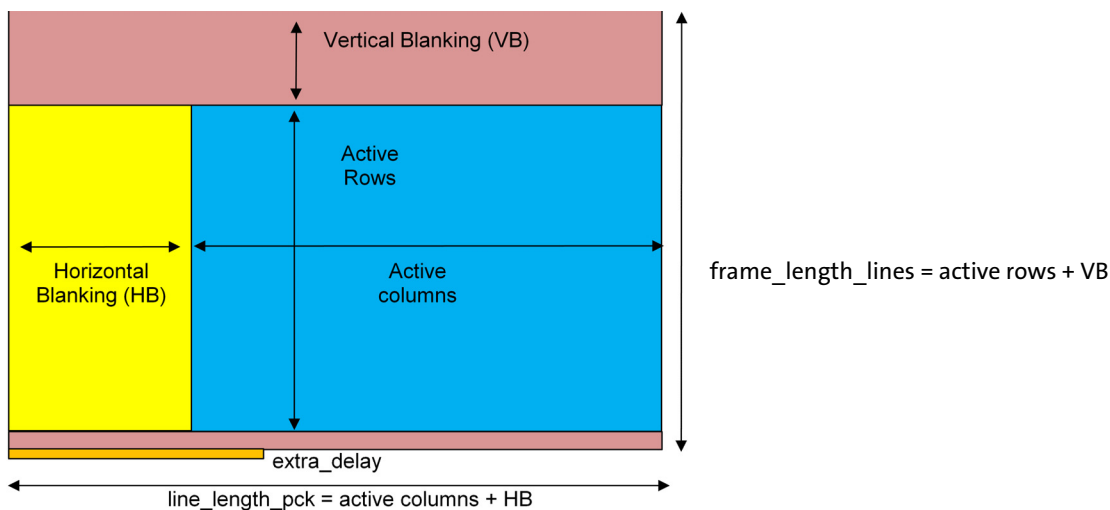 Vertical Blanking (VB)
Active
Rows
Horizontal
Blanking (HB)
Active
columns
frame_length_lines = active rows + VB
extra_delay
line_length_pck = active columns + HB